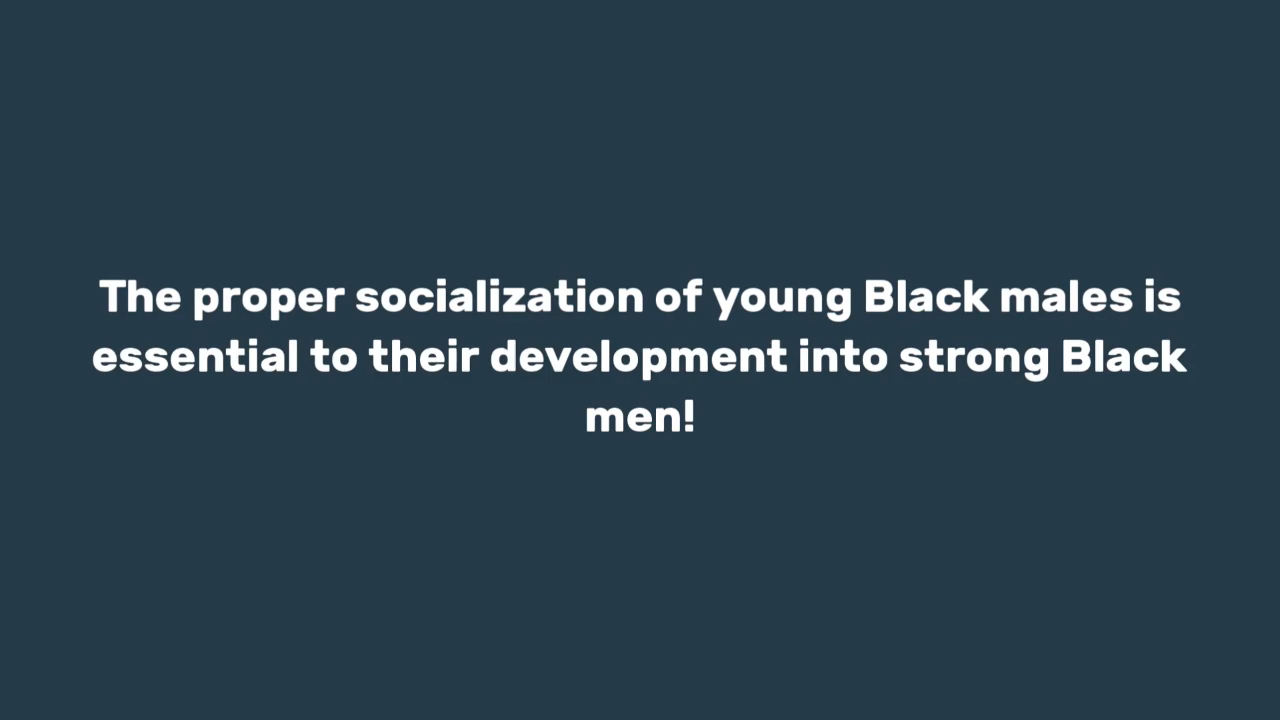 The proper socialization of young Black males is
essential to their development into strong Black
men!